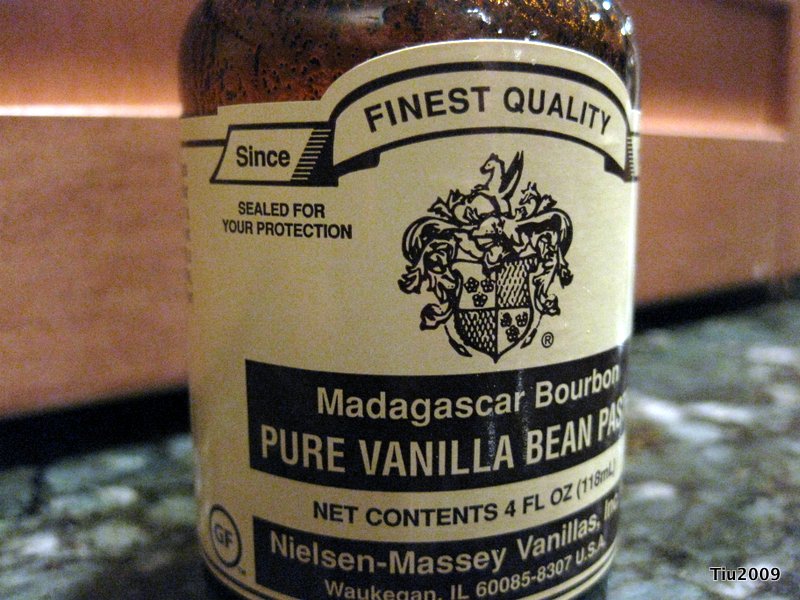 FINEST QUALITY
Since
SEALED FOR
YOUR PROTECTION
®
Madagascar Bourbon
PURE VANILLA BEAN
NET CONTENTS 4 FL OZ (118mL)
Nielsen-Massey Vanillas,
Waukegan, IL 60085-8307 U.S.A.
GF
Tiu2009